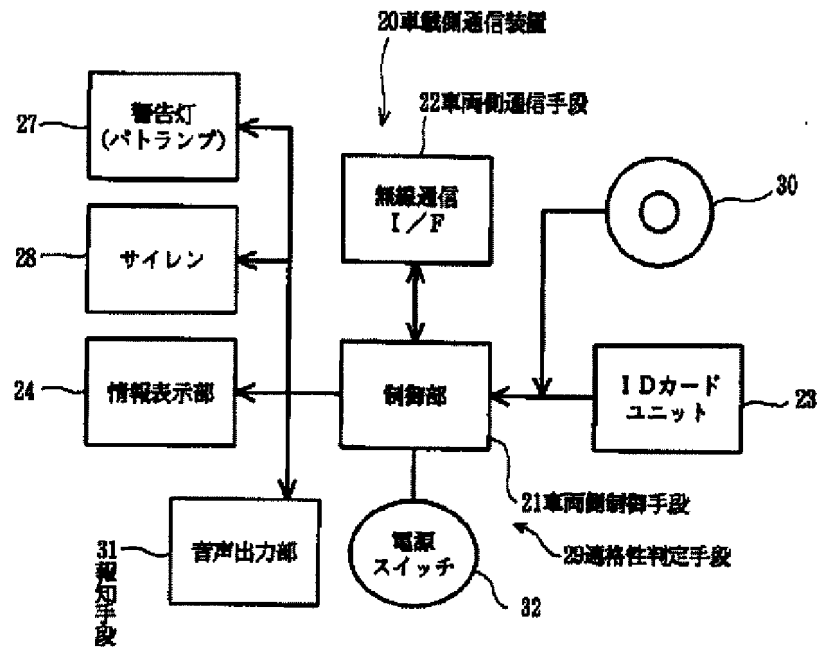 20車載側通信装置
22車両側通信手段
27
警告灯
(パトランプ)
無線通信
I/F
30
28
サイレン
24
情報表示部
制御部
IDカード
ユニット
23
21車両側制御手段
29適格性判定手段
31報知手段
音声出力部
電源
スイッチ
32